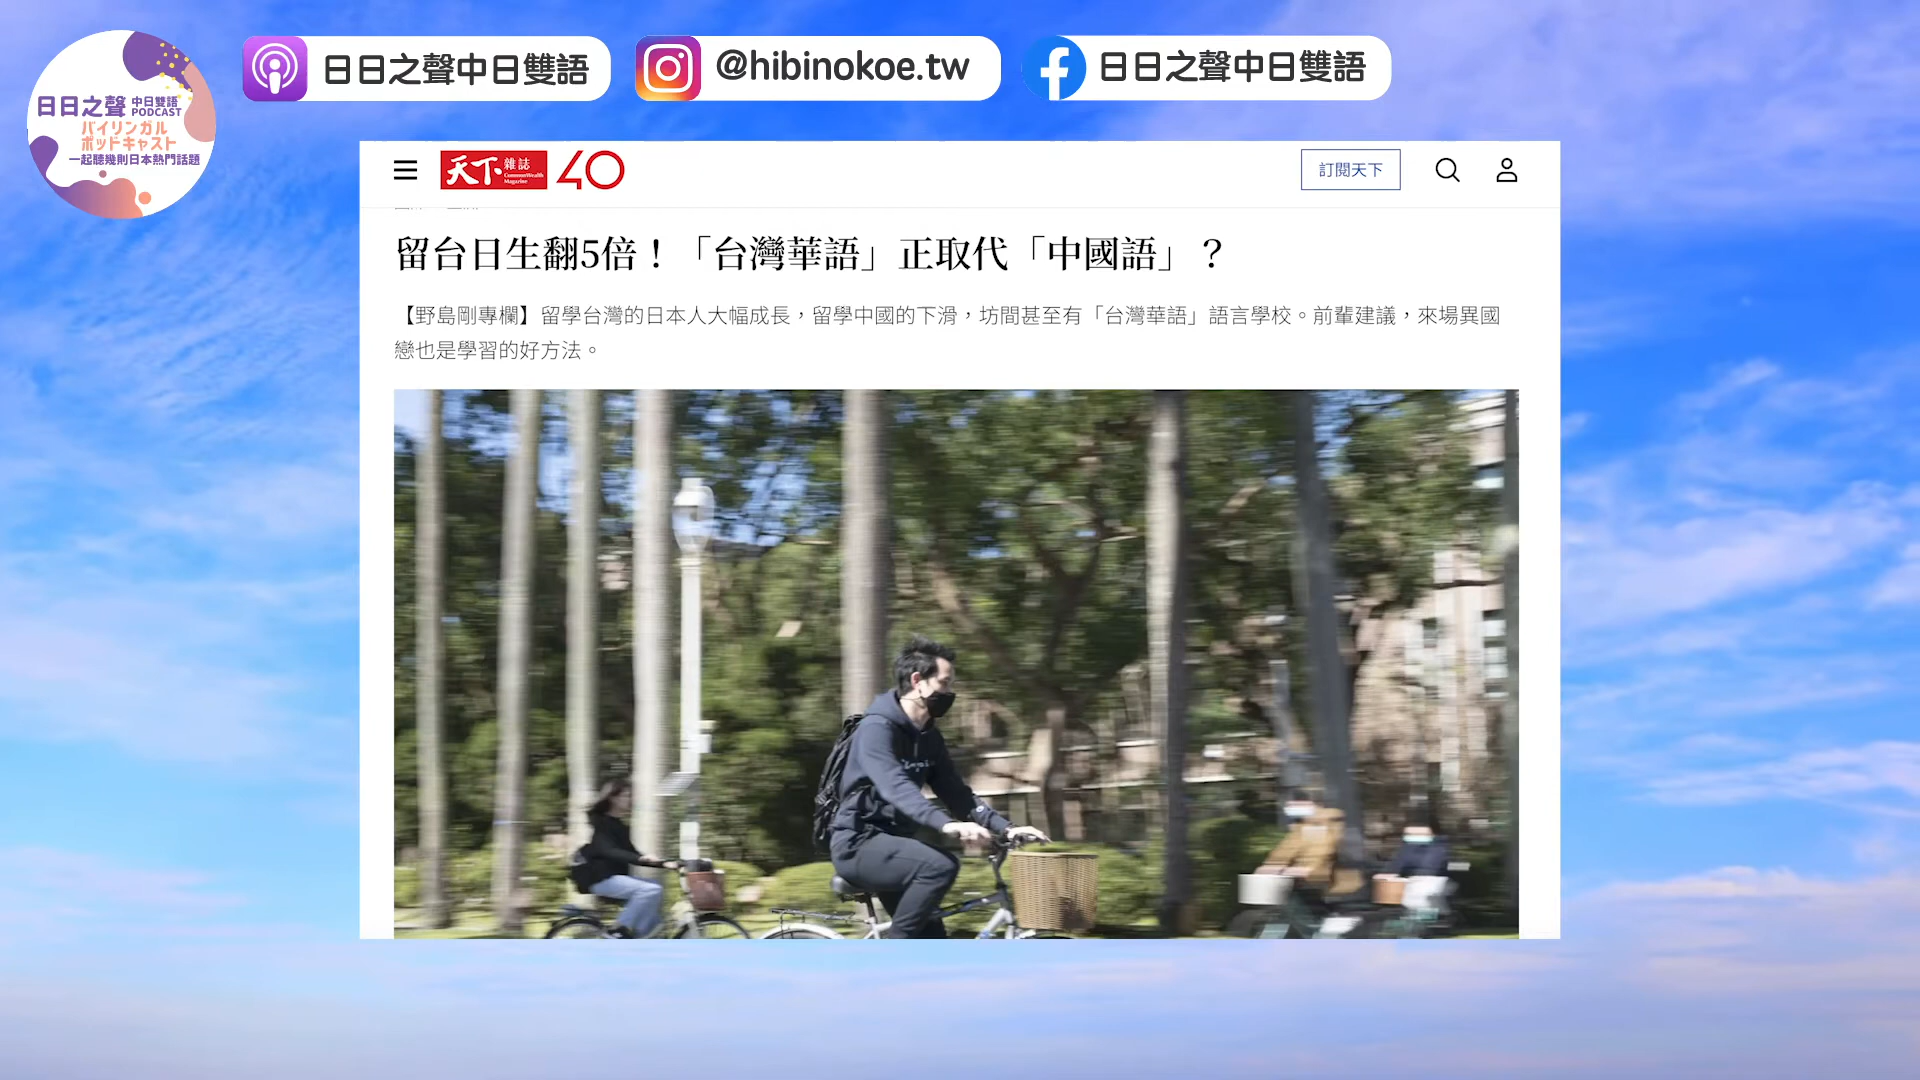 日日之聲 中日雙語
PODCAST
バイリンガル
ポッドキャスト
一起聽幾則日本熱門話題
日日之聲中日雙語
@hibinokoe.tw
日日之聲中日雙語
天下雜誌
CommonWealth
Magazine
40
訂閱天下
留台日生翻5倍！「台灣華語」正取代「中國語」？
【野島剛專欄】留學台灣的日本人大幅成長，留學中國的下滑，坊間甚至有「台灣華語」語言學校。前輩建議，來場異國
戀也是學習的好方法。